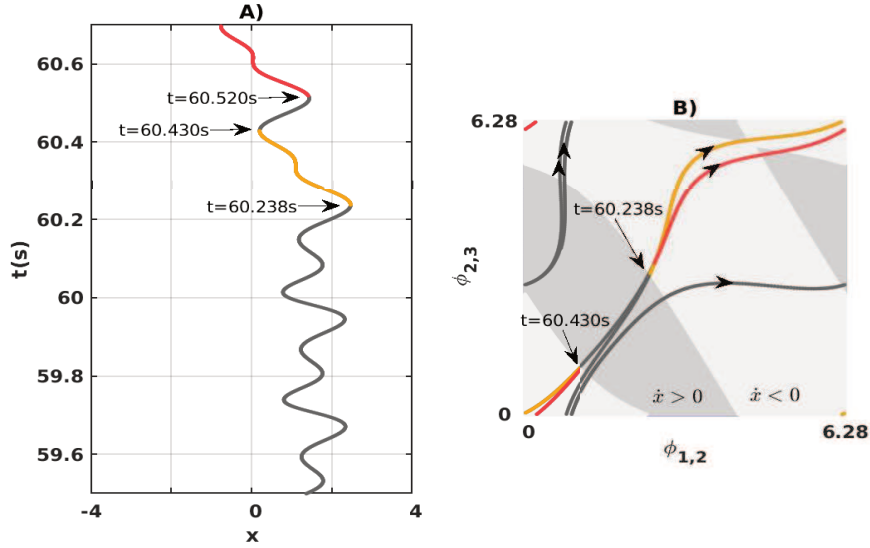 A)
60.6
60.4
60.2
60
59.8
59.6
t(s)
t=60.520s
t=60.430s
t=60.238s
-4
0
4
x
B)
6.28
0
ϕ2,3
t=60.238s
t=60.430s
ẋ > 0
ẋ < 0
0
6.28
ϕ1,2